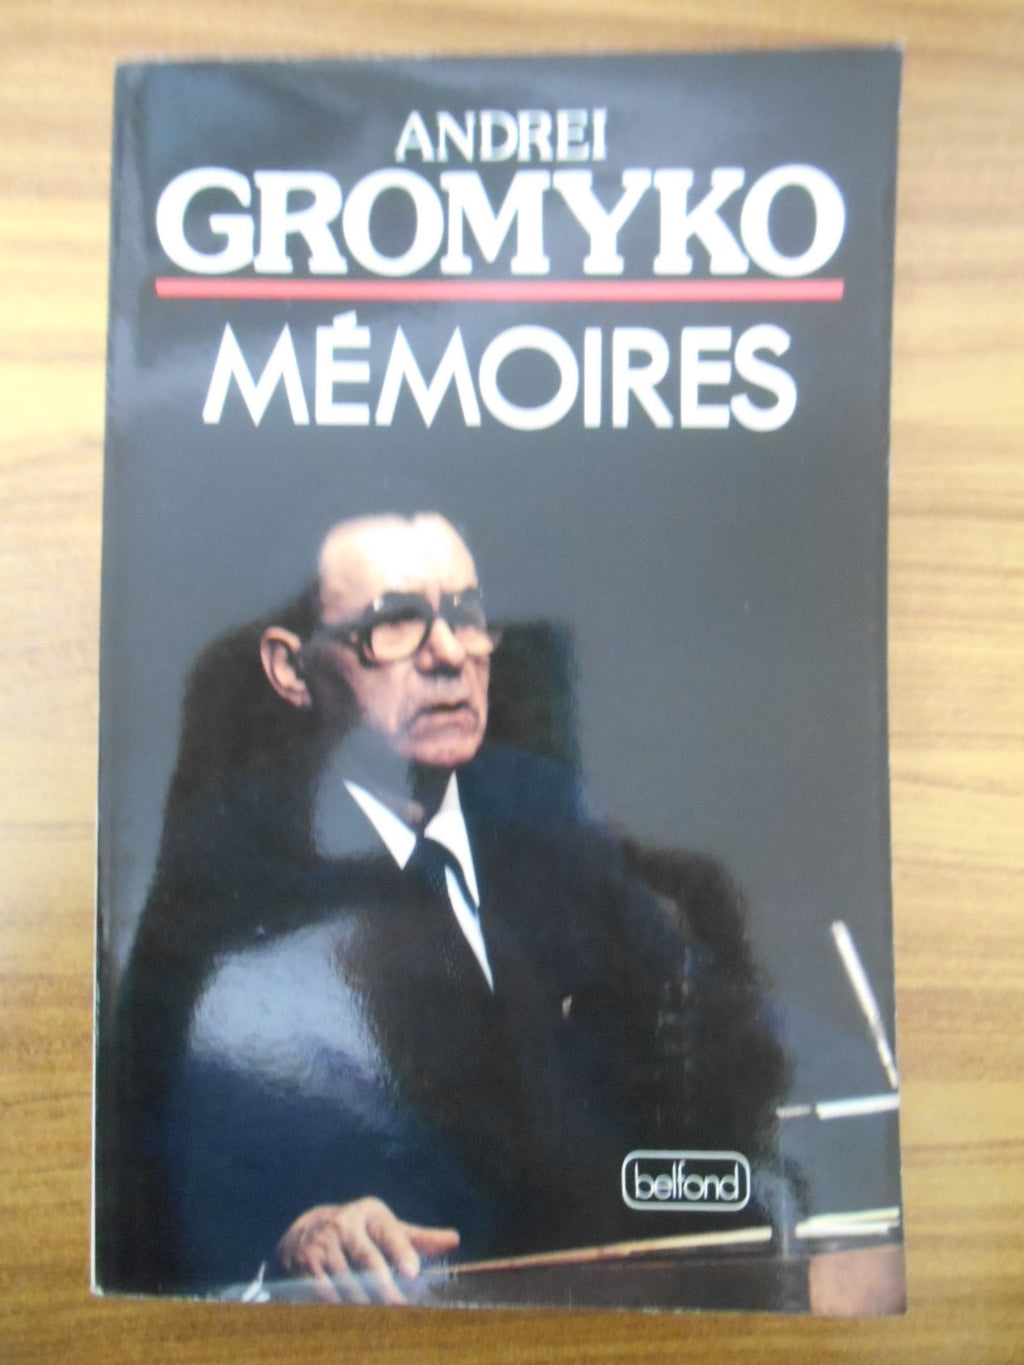 ANDREI
GROMYKO
MÉMOIRES
belfond